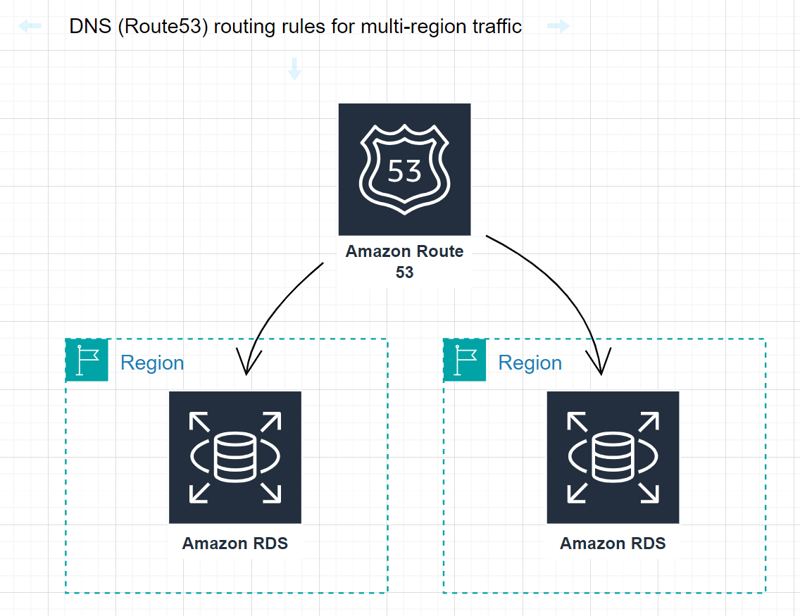 DNS (Route53) routing rules for multi-region traffic
53
Amazon Route
53
Region
Region
Amazon RDS
Amazon RDS